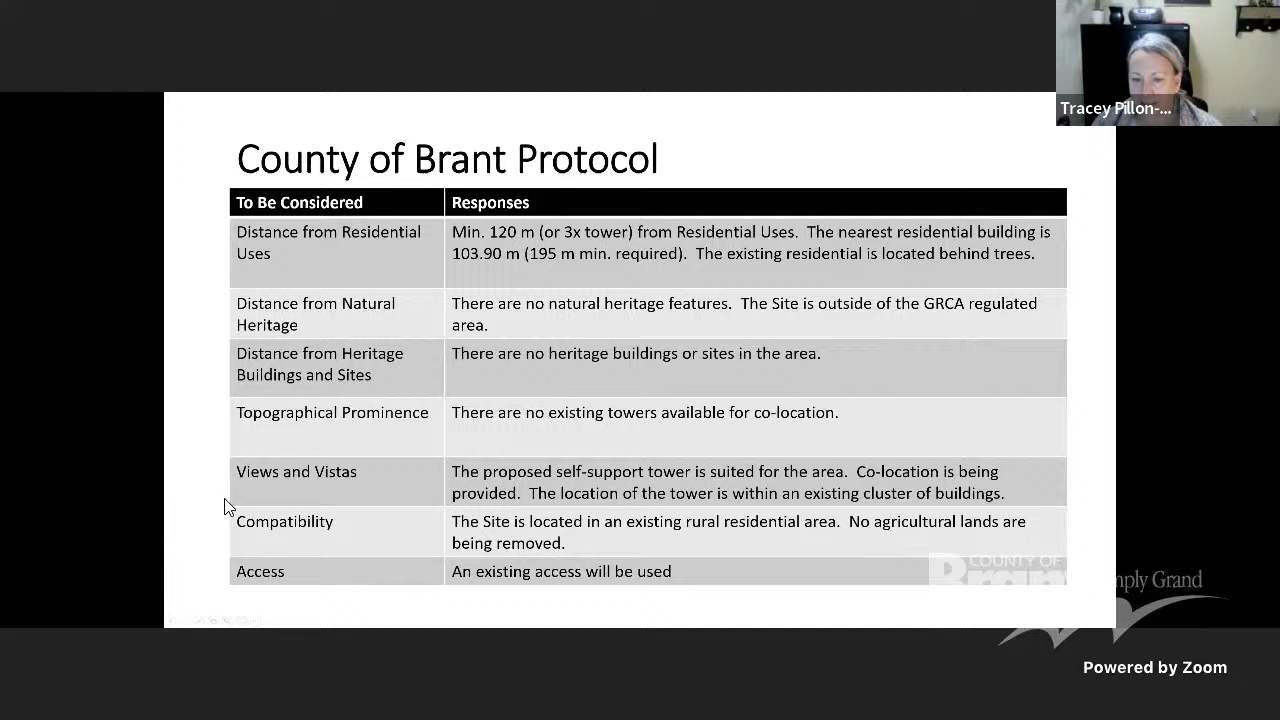 Tracey Pillon-...
County of Brant Protocol
To Be Considered
Responses
Distance from Residential
Uses
Min. 120 m (or 3x tower) from Residential Uses. The nearest residential building is
103.90 m (195 m min. required). The existing residential is located behind trees.
Distance from Natural
Heritage
There are no natural heritage features. The Site is outside of the GRCA regulated
area.
Distance from Heritage
Buildings and Sites
There are no heritage buildings or sites in the area.
Topographical Prominence
There are no existing towers available for co-location.
Views and Vistas
The proposed self-support tower is suited for the area. Co-location is being
provided. The location of the tower is within an existing cluster of buildings.
Compatibility
The Site is located in an existing rural residential area. No agricultural lands are
being removed.
Access
An existing access will be used
COUNTY OF
Brant
Simply Grand
Powered by Zoom